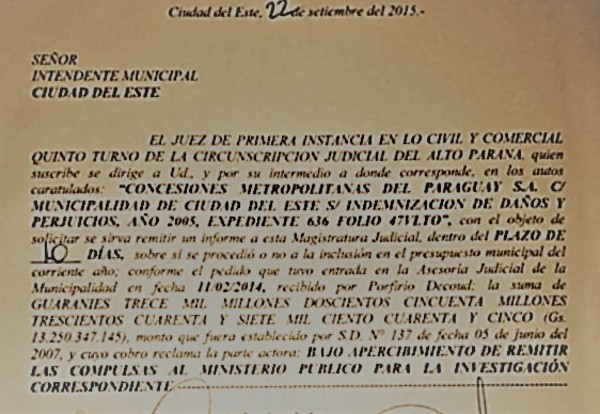 Ciudad del Este, 22 de setiembre del 2015.-
SEÑOR
INTENDENTE MUNICIPAL
CIUDAD DEL ESTE
EL JUEZ DE PRIMERA INSTANCIA EN LO CIVIL Y COMERCIAL
QUINTO TURNO DE LA CIRCUNSCRIPCION JUDICIAL DEL ALTO PARANA, quien
suscribe se dirige a Ud., y por su intermedio a donde corresponde, en los autos
caratulados: "CONCESIONES METROPOLITANAS DEL PARAGUAY S.A. C/
MUNICIPALIDAD DE CIUDAD DEL ESTE S/ INDEMNIZACION DE DAÑOS Y
PERJUICIOS, AÑO 2005, EXPEDIENTE 636 FOLIO 47VLTO", con el objeto de
solicitar se sirva remitir un informe a esta Magistratura Judicial, dentro del PLAZO DE
10 DÍAS, sobre si se procedió o no a la inclusión en el presupuesto municipal del
corriente año; conforme el pedido que tuvo entrada en la Asesoría Judicial de la
Municipalidad en fecha 11/02/2014, recibido por Porfirio Decoud; la suma de
GUARANIES TRECE MIL MILLONES DOSCIENTOS CINCUENTA MILLONES
TRESCIENTOS CUARENTA Y SIETE MIL CIENTO CUARENTA Y CINCO (Gs.
13.250.347.145), monto que fuera establecido por S.D. Nº 137 de fecha 05 de junio del
2007, y cuyo cobro reclama la parte actora; BAJO APERCIBIMIENTO DE REMITIR
LAS COMPULSAS AL MINISTERIO PUBLICO PARA LA INVESTIGACIÓN
CORRESPONDIENTE.------------------------------------------------------------